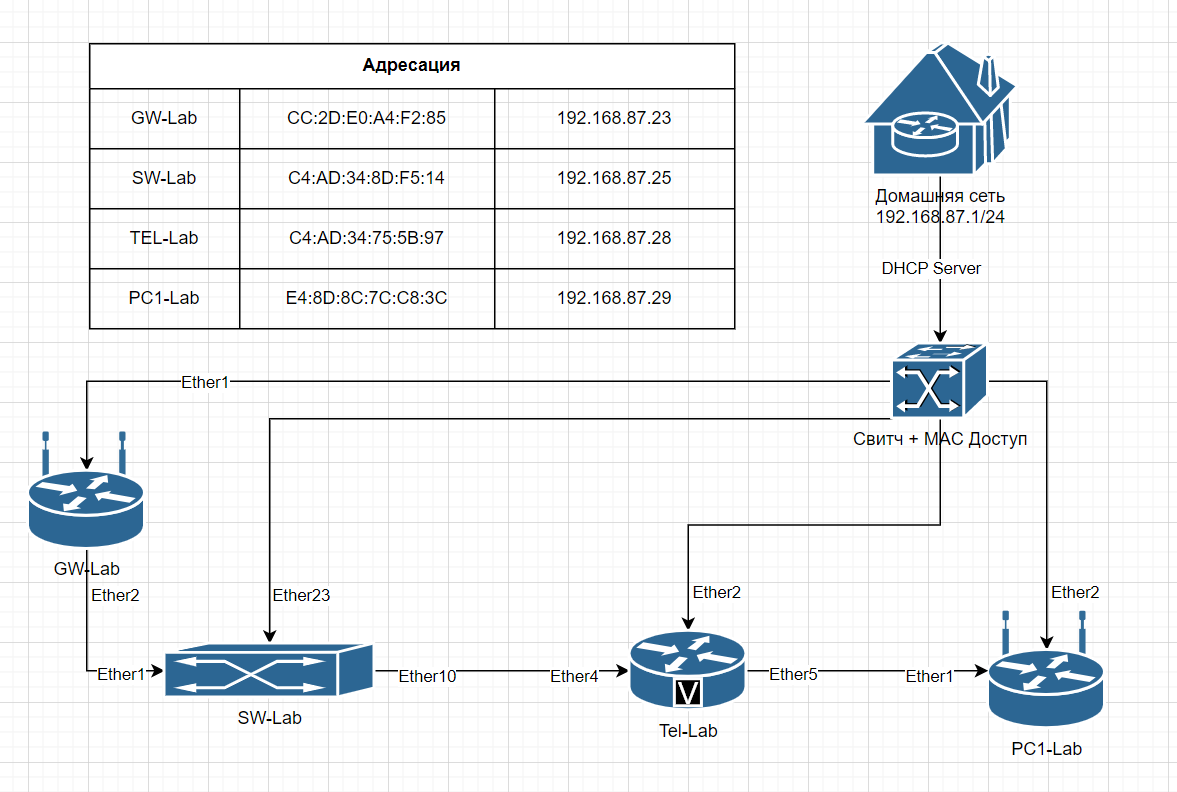 Адресация
GW-Lab CC:2D:E0:A4:F2:85 192.168.87.23
SW-Lab C4:AD:34:8D:F5:14 192.168.87.25
TEL-Lab C4:AD:34:75:5B:97 192.168.87.28
PC1-Lab E4:8D:8C:7C:C8:3C 192.168.87.29
Домашняя сеть
192.168.87.1/24
DHCP Server
Ether1
Свитч + MAC Доступ
GW-Lab
Ether2
Ether23
Ether2
Ether2
Ether1
Ether10
Ether4
Ether5
Ether1
V
SW-Lab
Tel-Lab
PC1-Lab